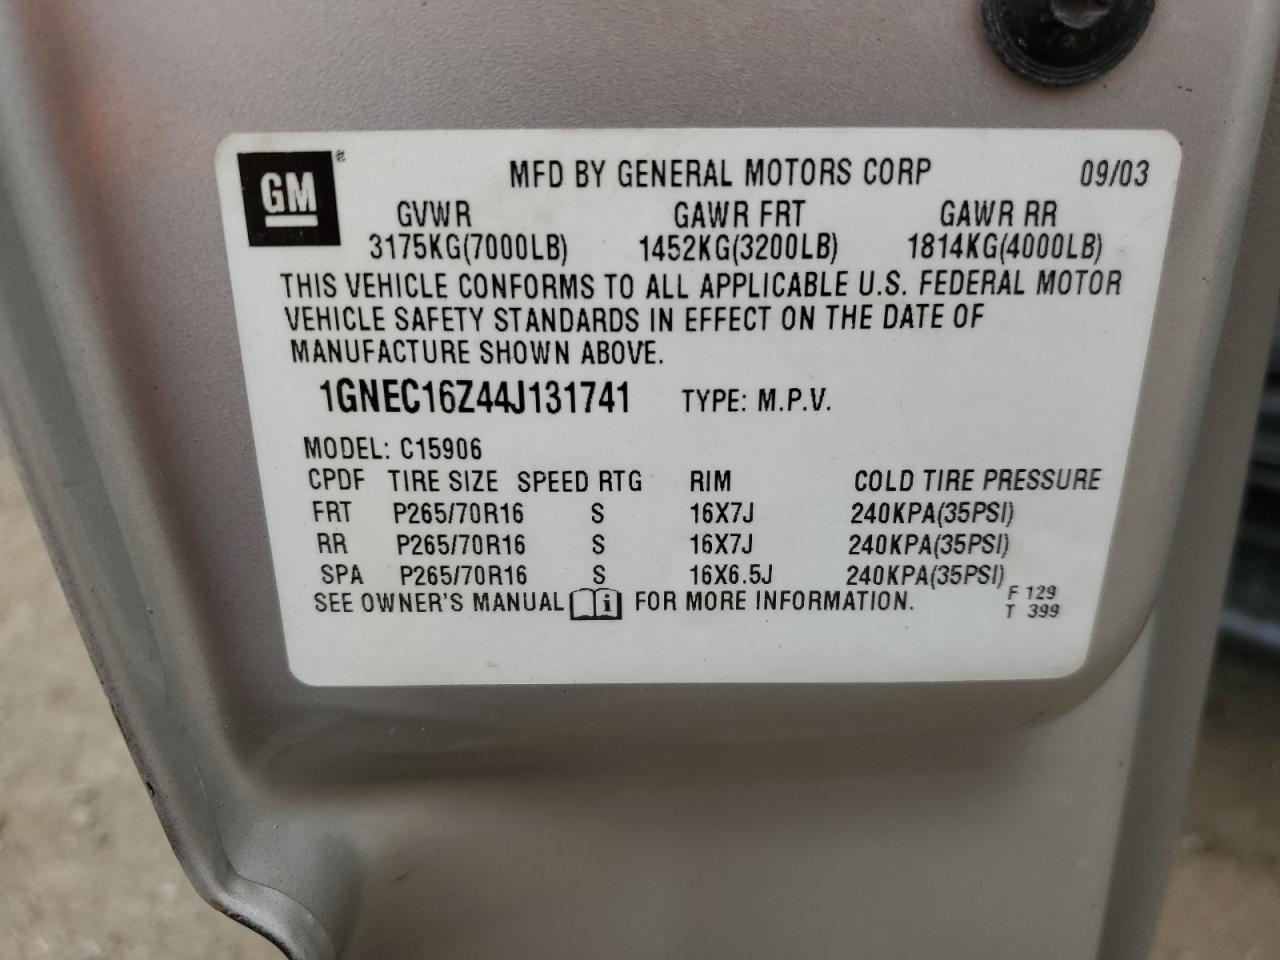 GM
MFD BY GENERAL MOTORS CORP 09/03
GVWR GAWR FRT GAWR RR
3175KG(7000LB) 1452KG(3200LB) 1814KG(4000LB)
THIS VEHICLE CONFORMS TO ALL APPLICABLE U.S. FEDERAL MOTOR
VEHICLE SAFETY STANDARDS IN EFFECT ON THE DATE OF
MANUFACTURE SHOWN ABOVE.
1GNEC16Z44J131741 TYPE: M.P.V.
MODEL: C15906
CPDF TIRE SIZE SPEED RTG RIM COLD TIRE PRESSURE
FRT P265/70R16 S 16X7J 240KPA(35PSI)
RR P265/70R16 S 16X7J 240KPA(35PSI)
SPA P265/70R16 S 16X6.5J 240KPA(35PSI)
SEE OWNER'S MANUAL i FOR MORE INFORMATION.
F 129
T 399